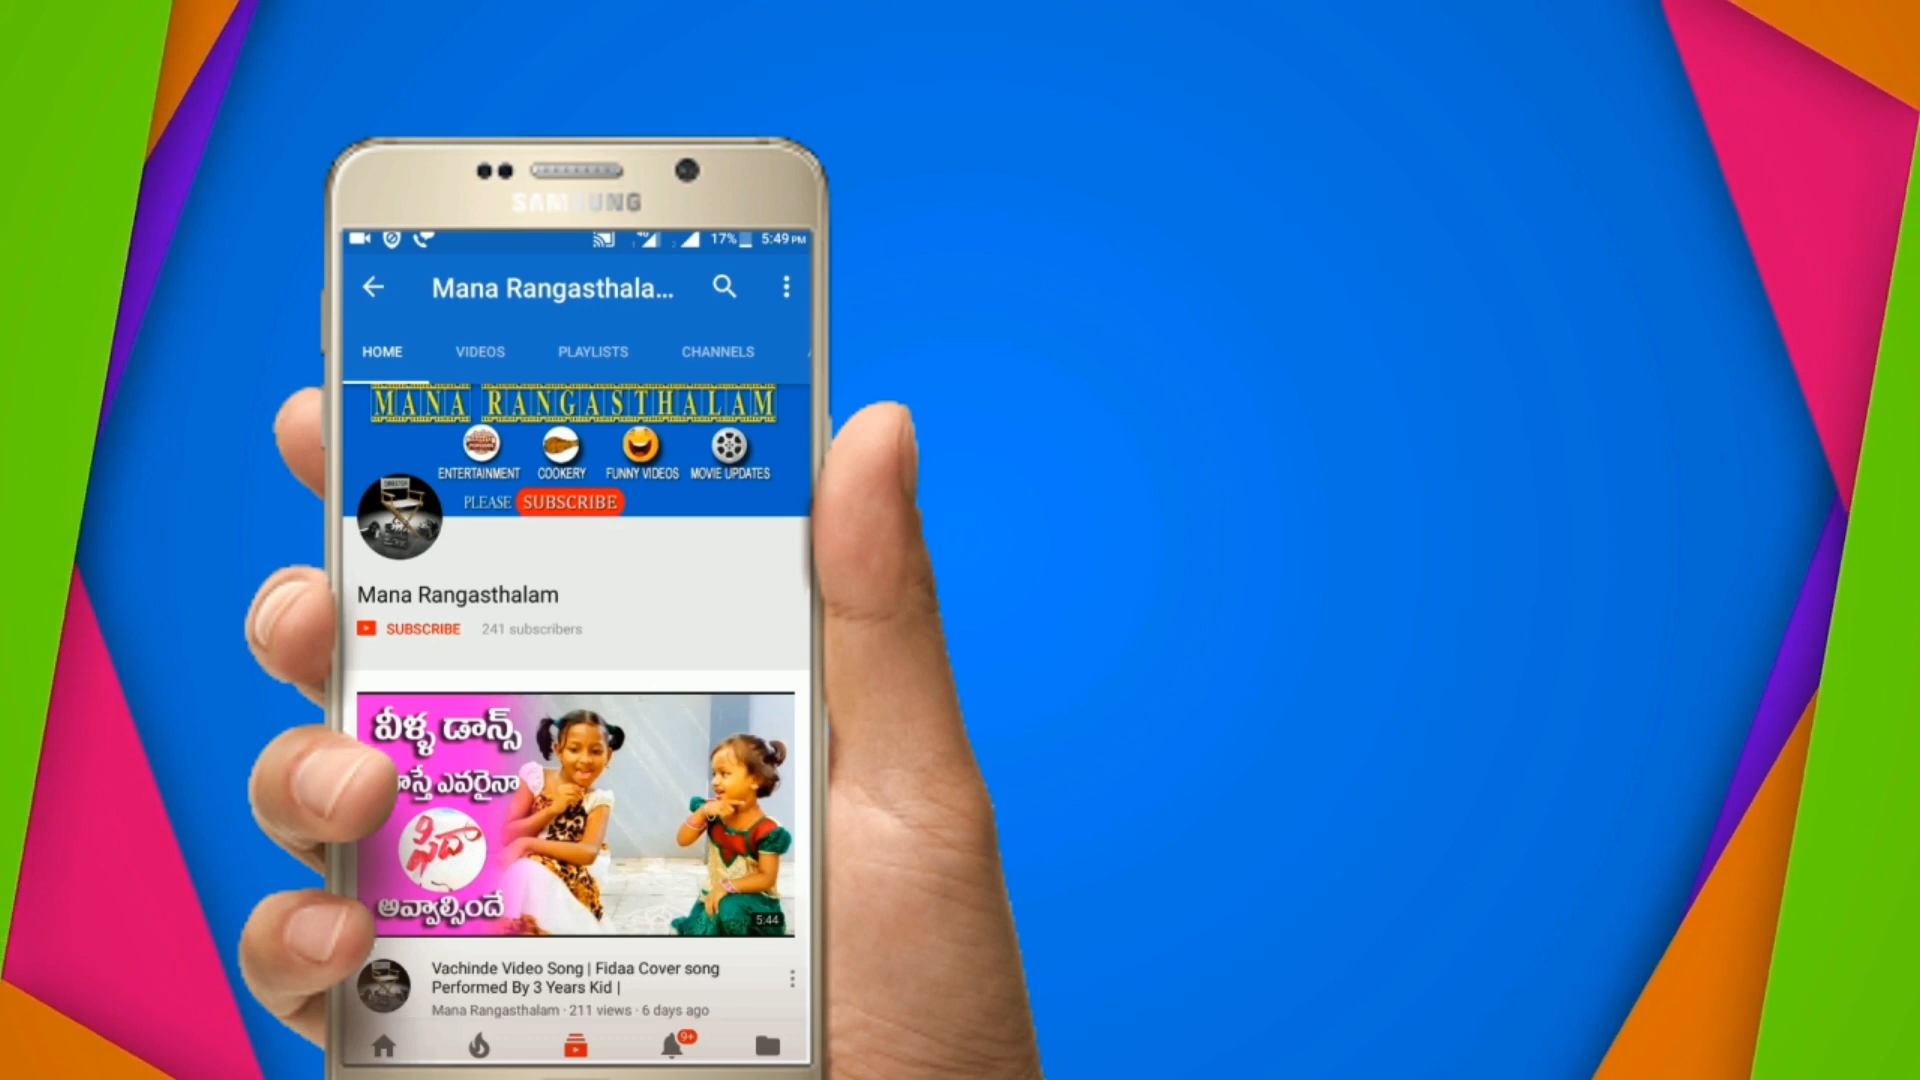 SAMSUNG
17% 5:49 PM
Mana Rangasthala...
HOME VIDEOS PLAYLISTS CHANNELS
MANA RANGASTHALAM
ENTERTAINMENT COOKERY FUNNY VIDEOS MOVIE UPDATES
DIRECTOR
PLEASE SUBSCRIBE
Mana Rangasthalam
SUBSCRIBE 241 subscribers
వీళ్ళ డాన్స్
ఎవరైనా
ఫిదా
అవ్వాల్సిందే
5:44
Vachinde Video Song | Fidaa Cover song
Performed By 3 Years Kid |
Mana Rangasthalam · 211 views · 6 days ago
9+